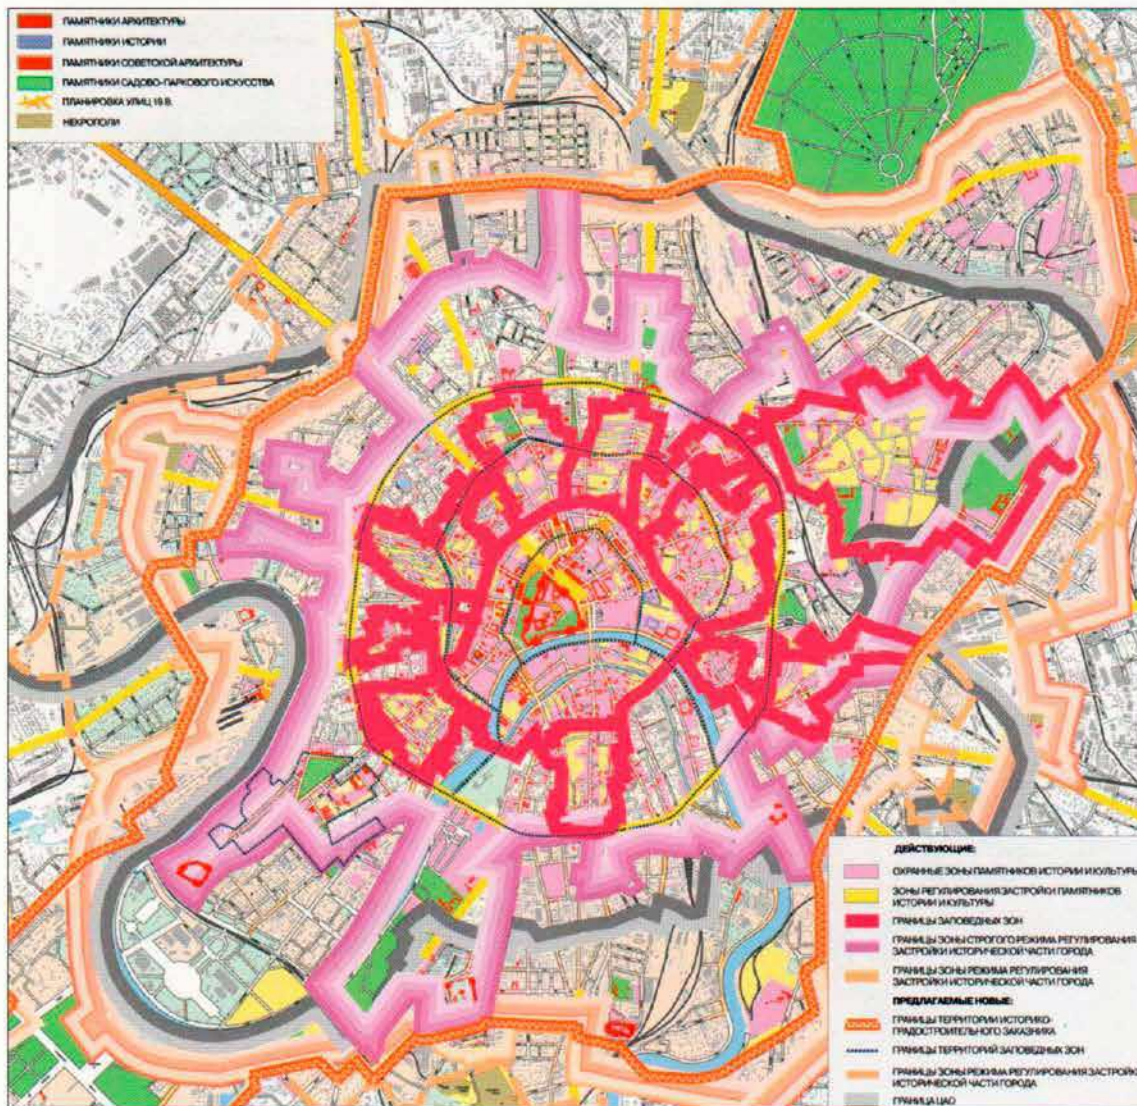 ПАМЯТНИКИ АРХИТЕКТУРЫ
ПАМЯТНИКИ ИСТОРИИ
ПАМЯТНИКИ СОВЕТСКОЙ АРХИТЕКТУРЫ
ПАМЯТНИКИ САДОВО-ПАРКОВОГО ИСКУССТВА
ПЛАНИРОВКА УЛИЦ 19 В.
НЕКРОПОЛИ
ДЕЙСТВУЮЩИЕ:
ОХРАННЫЕ ЗОНЫ ПАМЯТНИКОВ ИСТОРИИ И КУЛЬТУРЫ
ЗОНЫ РЕГУЛИРОВАНИЯ ЗАСТРОЙКИ ПАМЯТНИКОВ
ИСТОРИИ И КУЛЬТУРЫ
ГРАНИЦЫ ЗАПОВЕДНЫХ ЗОН
ГРАНИЦЫ ЗОНЫ СТРОГОГО РЕЖИМА РЕГУЛИРОВАНИЯ
ЗАСТРОЙКИ ИСТОРИЧЕСКОЙ ЧАСТИ ГОРОДА
ГРАНИЦЫ ЗОНЫ РЕЖИМА РЕГУЛИРОВАНИЯ
ЗАСТРОЙКИ ИСТОРИЧЕСКОЙ ЧАСТИ ГОРОДА
ПРЕДЛАГАЕМЫЕ НОВЫЕ:
ГРАНИЦЫ ТЕРРИТОРИИ ИСТОРИКО-
ГРАДОСТРОИТЕЛЬНОГО ЗАКАЗНИКА
ГРАНИЦЫ ТЕРРИТОРИЙ ЗАПОВЕДНЫХ ЗОН
ГРАНИЦЫ ЗОНЫ РЕЖИМА РЕГУЛИРОВАНИЯ ЗАСТРОЙКИ
ИСТОРИЧЕСКОЙ ЧАСТИ ГОРОДА
ГРАНИЦА ЦАО